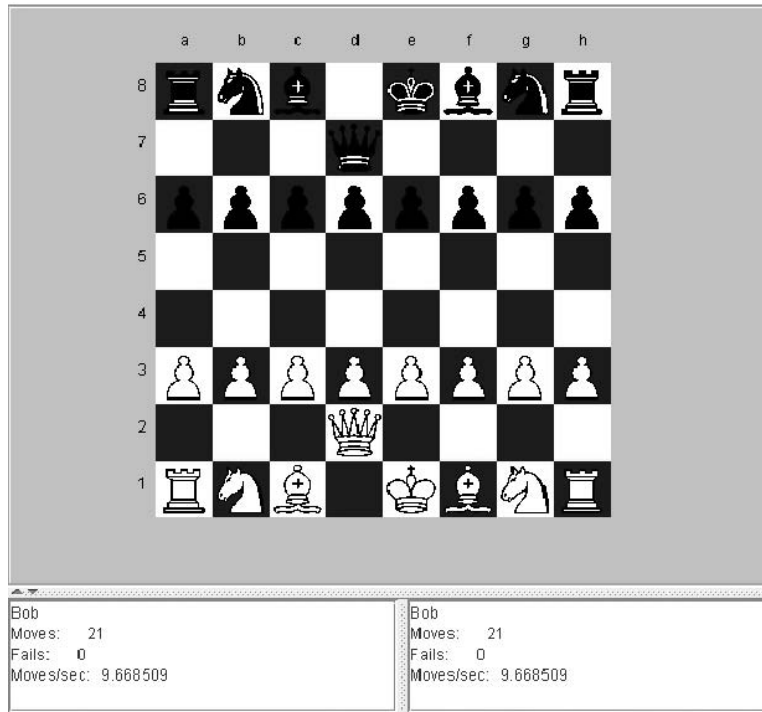 a b c d e f g h
8
7
6
5
4
3
2
1
Bob
Moves: 21
Fails: 0
Moves/sec: 9.668509
Bob
Moves: 21
Fails: 0
Moves/sec: 9.668509